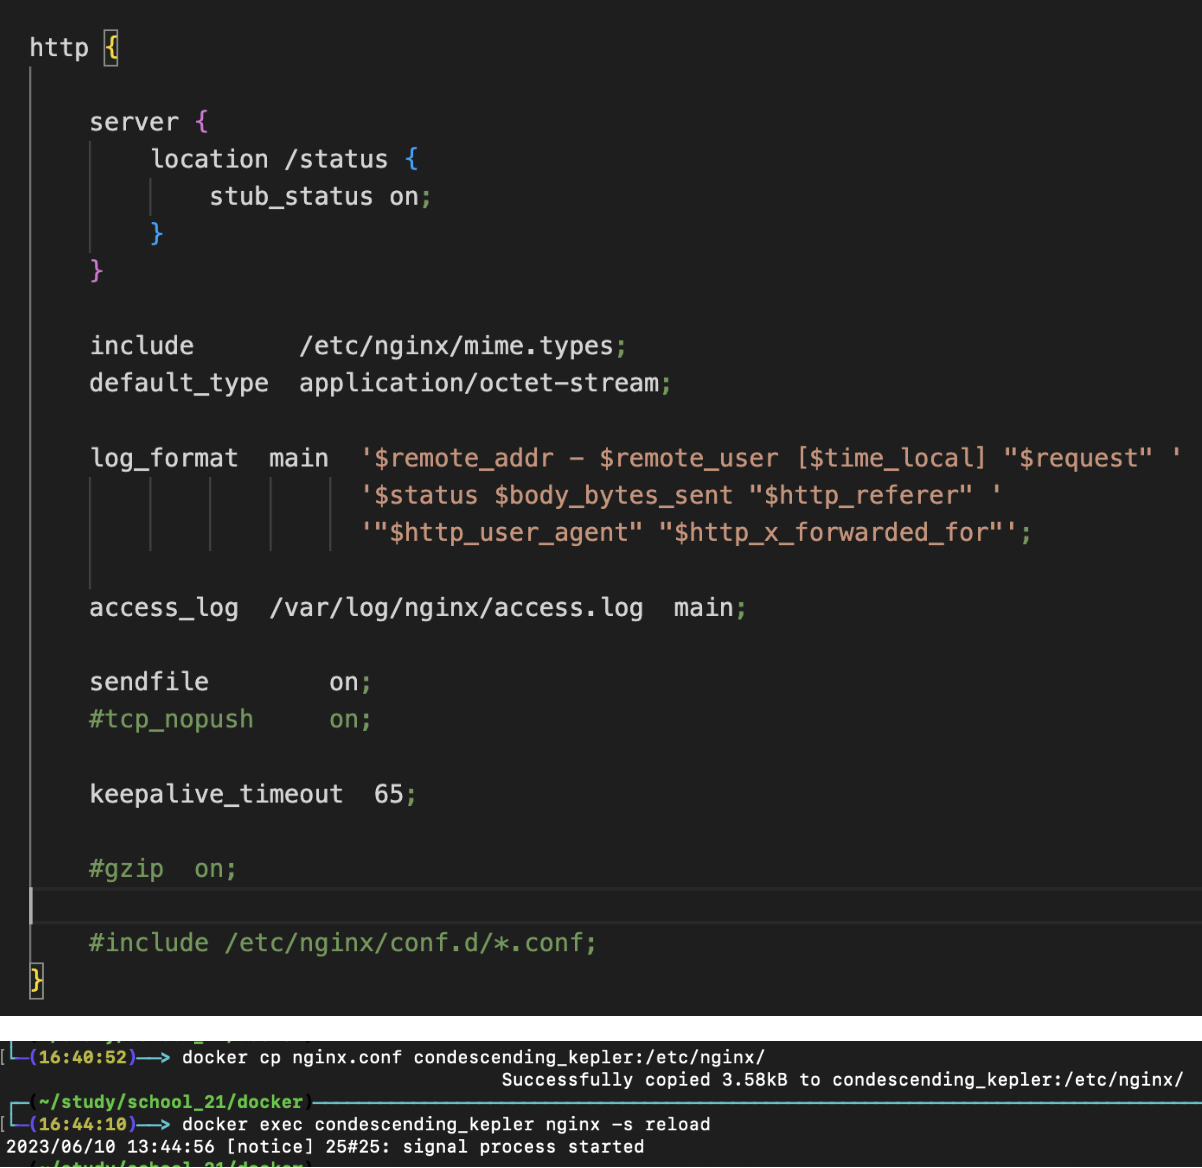 http {
server {
location /status {
stub_status on;
}
}
include /etc/nginx/mime.types;
default_type application/octet-stream;
log_format main '$remote_addr - $remote_user [$time_local] "$request" '
'$status $body_bytes_sent "$http_referer" '
'"$http_user_agent" "$http_x_forwarded_for"';
access_log /var/log/nginx/access.log main;
sendfile on;
#tcp_nopush on;
keepalive_timeout 65;
#gzip on;
#include /etc/nginx/conf.d/*.conf;
}
[└─(16:40:52)──> docker cp nginx.conf condescending_kepler:/etc/nginx/
Successfully copied 3.58kB to condescending_kepler:/etc/nginx/
┌─(~/study/school_21/docker)─
[└─(16:44:10)──> docker exec condescending_kepler nginx -s reload
2023/06/10 13:44:56 [notice] 25#25: signal process started